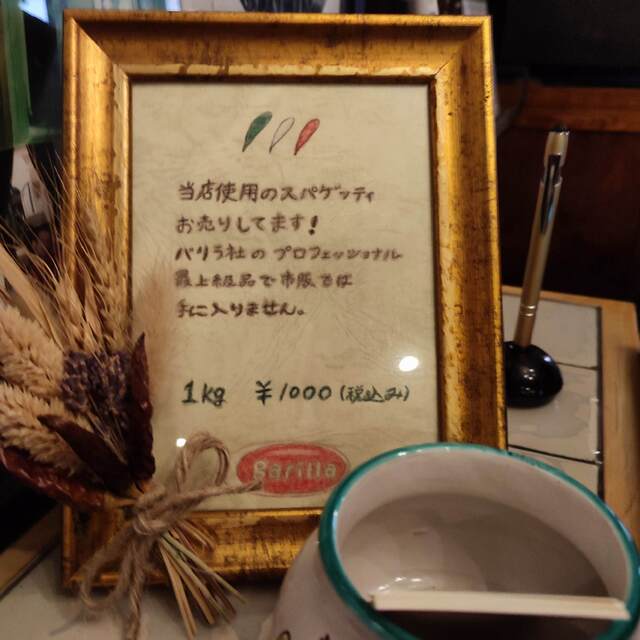 当店使用のスパゲッティ
お売りしてます!
バリラ社のプロフェッショナル
最上級品で市販では
手に入りません。
1kg ¥1000(税込み)
Barilla